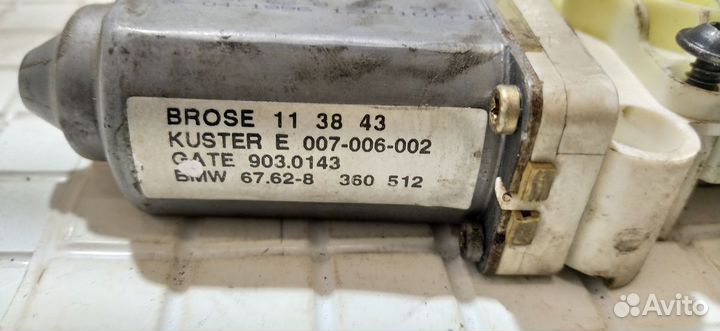 BROSE 11 38 43
KUSTER E 007-006-002
GATE 903.0143
BMW 67.62-8 360 512
Avito